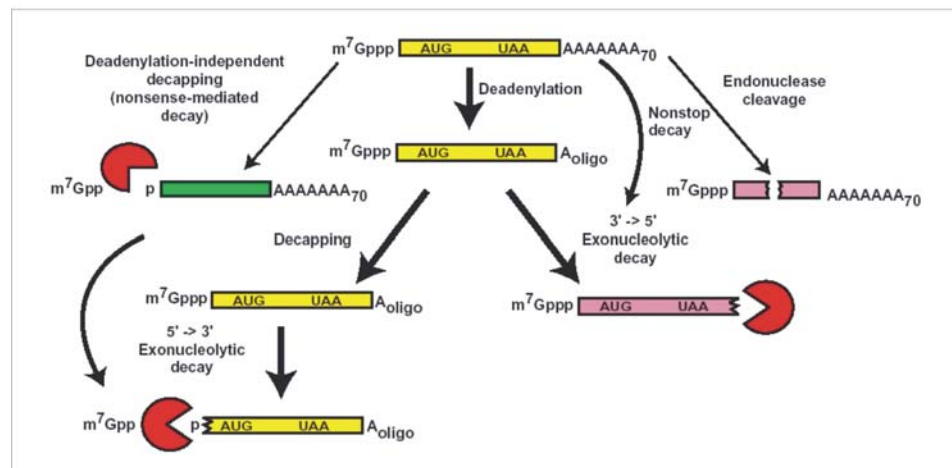 m7Gppp AUG UAA AAAAAAA70
Deadenylation-independent
decapping
(nonsense-mediated
decay)
Deadenylation
Nonstop
decay
Endonuclease
cleavage
m7Gppp AUG UAA Aoligo
m7Gpp p AAAAAAA70
m7Gppp AAAAAAA70
3' -> 5'
Exonucleolytic
decay
Decapping
m7Gppp AUG UAA Aoligo
m7Gppp AUG UAA
5' -> 3'
Exonucleolytic
decay
m7Gpp p AUG UAA Aoligo